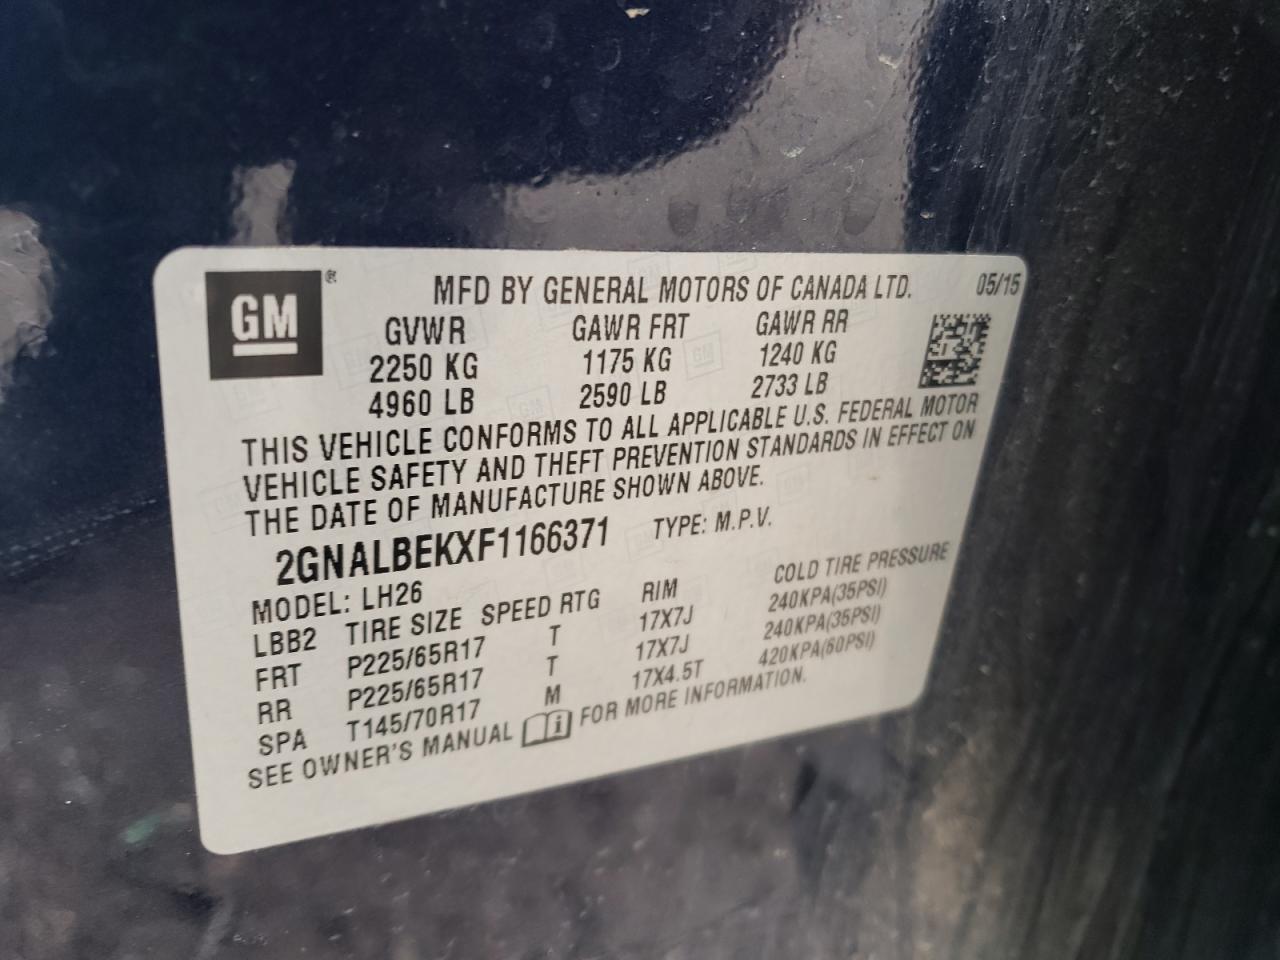 GM ®
MFD BY GENERAL MOTORS OF CANADA LTD. 05/15
GVWR GAWR FRT GAWR RR
2250 KG 1175 KG 1240 KG
4960 LB 2590 LB 2733 LB
THIS VEHICLE CONFORMS TO ALL APPLICABLE U.S. FEDERAL MOTOR
VEHICLE SAFETY AND THEFT PREVENTION STANDARDS IN EFFECT ON
THE DATE OF MANUFACTURE SHOWN ABOVE.
2GNALBEKXF1166371 TYPE: M.P.V.
MODEL: LH26
LBB2 TIRE SIZE SPEED RTG RIM COLD TIRE PRESSURE
FRT P225/65R17 T 17X7J 240KPA(35PSI)
RR P225/65R17 T 17X7J 240KPA(35PSI)
SPA T145/70R17 M 17X4.5T 420KPA(60PSI)
SEE OWNER'S MANUAL FOR MORE INFORMATION.